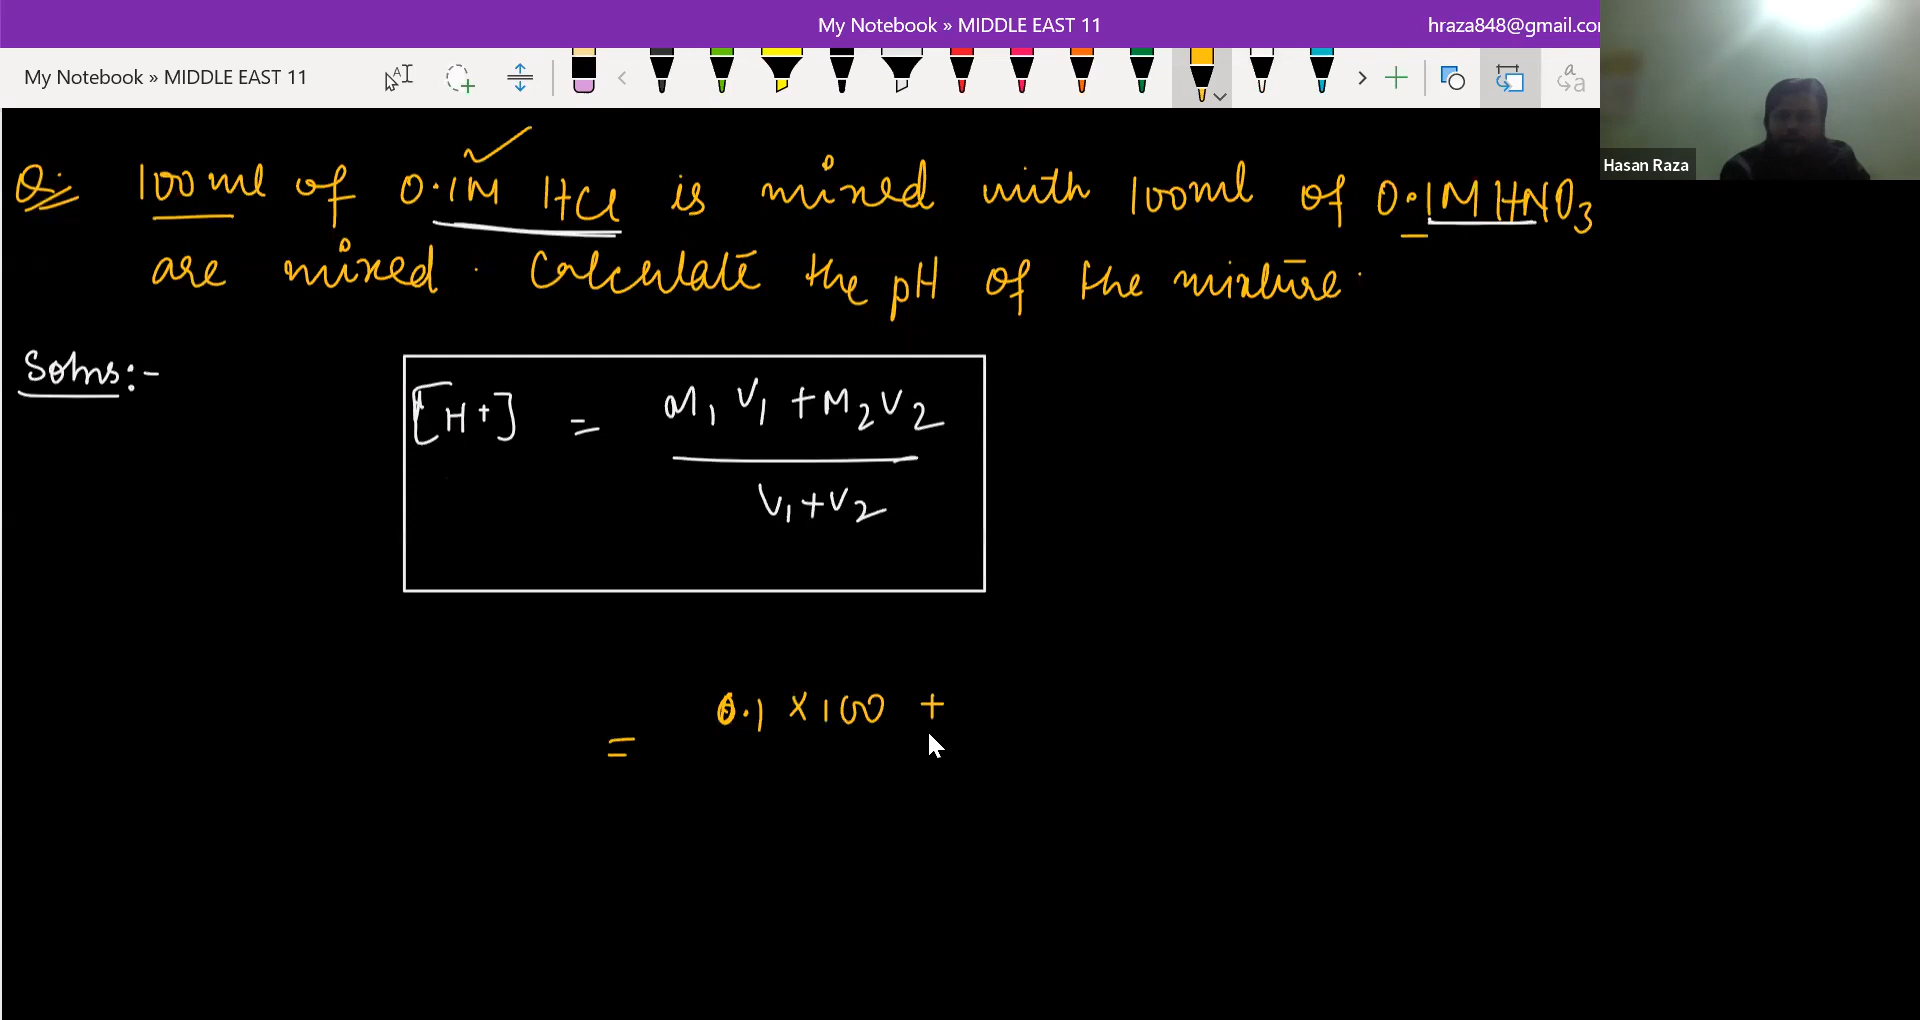 My Notebook » MIDDLE EAST 11
hraza848@gmail.co
My Notebook » MIDDLE EAST 11
Hasan Raza
Q:- 100 ml of 0.1M HCl is mixed with 100ml of 0.1M HNO3
are mixed. Calculate the pH of the mixture.
Solns:-
[H+] = M1V1+M2V2
V1+V2
= 0.1 × 100 +